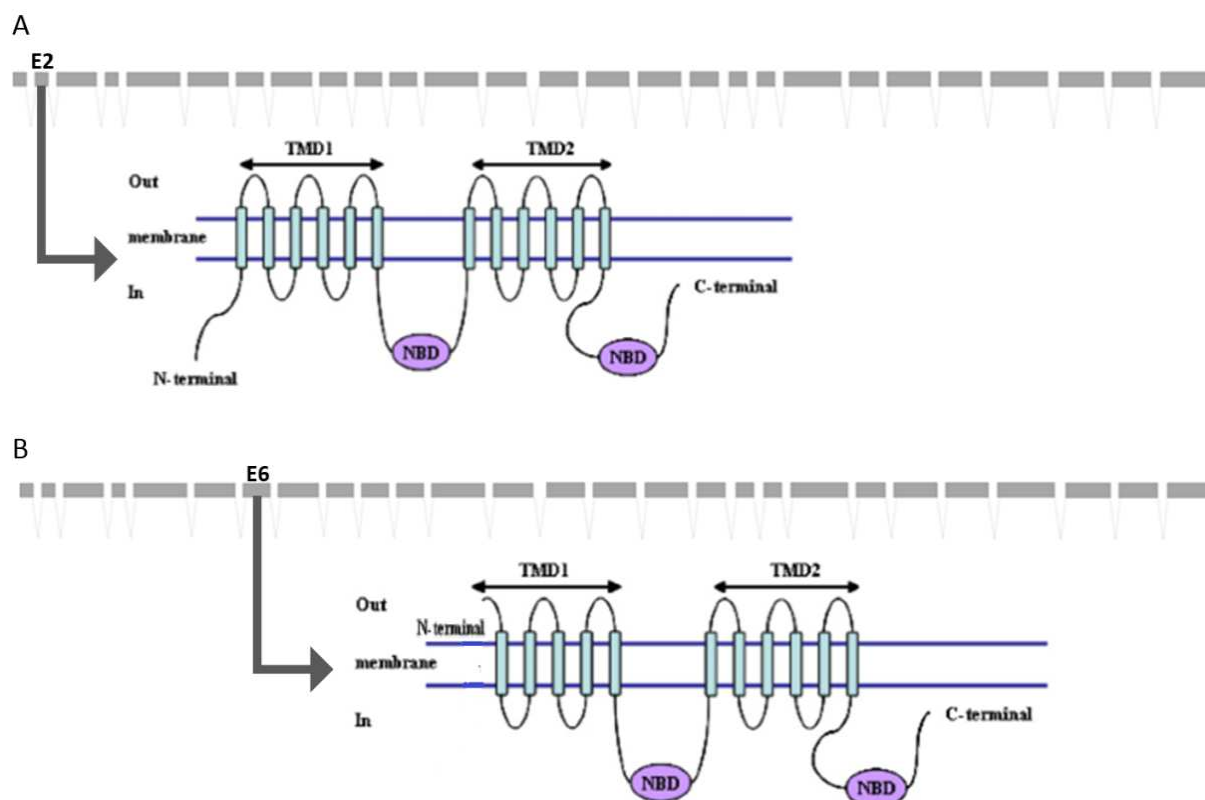 A
E2
TMD1
TMD2
Out
membrane
In
C-terminal
NBD
NBD
N-terminal
B
E6
TMD1
TMD2
Out
N-terminal
membrane
In
C-terminal
NBD
NBD